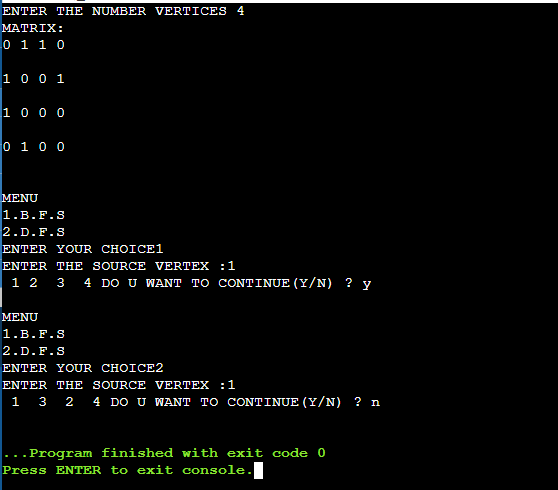 ENTER THE NUMBER VERTICES 4
MATRIX:
0 1 1 0
1 0 0 1
1 0 0 0
0 1 0 0
MENU
1.B.F.S
2.D.F.S
ENTER YOUR CHOICE1
ENTER THE SOURCE VERTEX :1
 1 2  3  4 DO U WANT TO CONTINUE(Y/N) ? y
MENU
1.B.F.S
2.D.F.S
ENTER YOUR CHOICE2
ENTER THE SOURCE VERTEX :1
 1  3  2  4 DO U WANT TO CONTINUE(Y/N) ? n
...Program finished with exit code 0
Press ENTER to exit console.